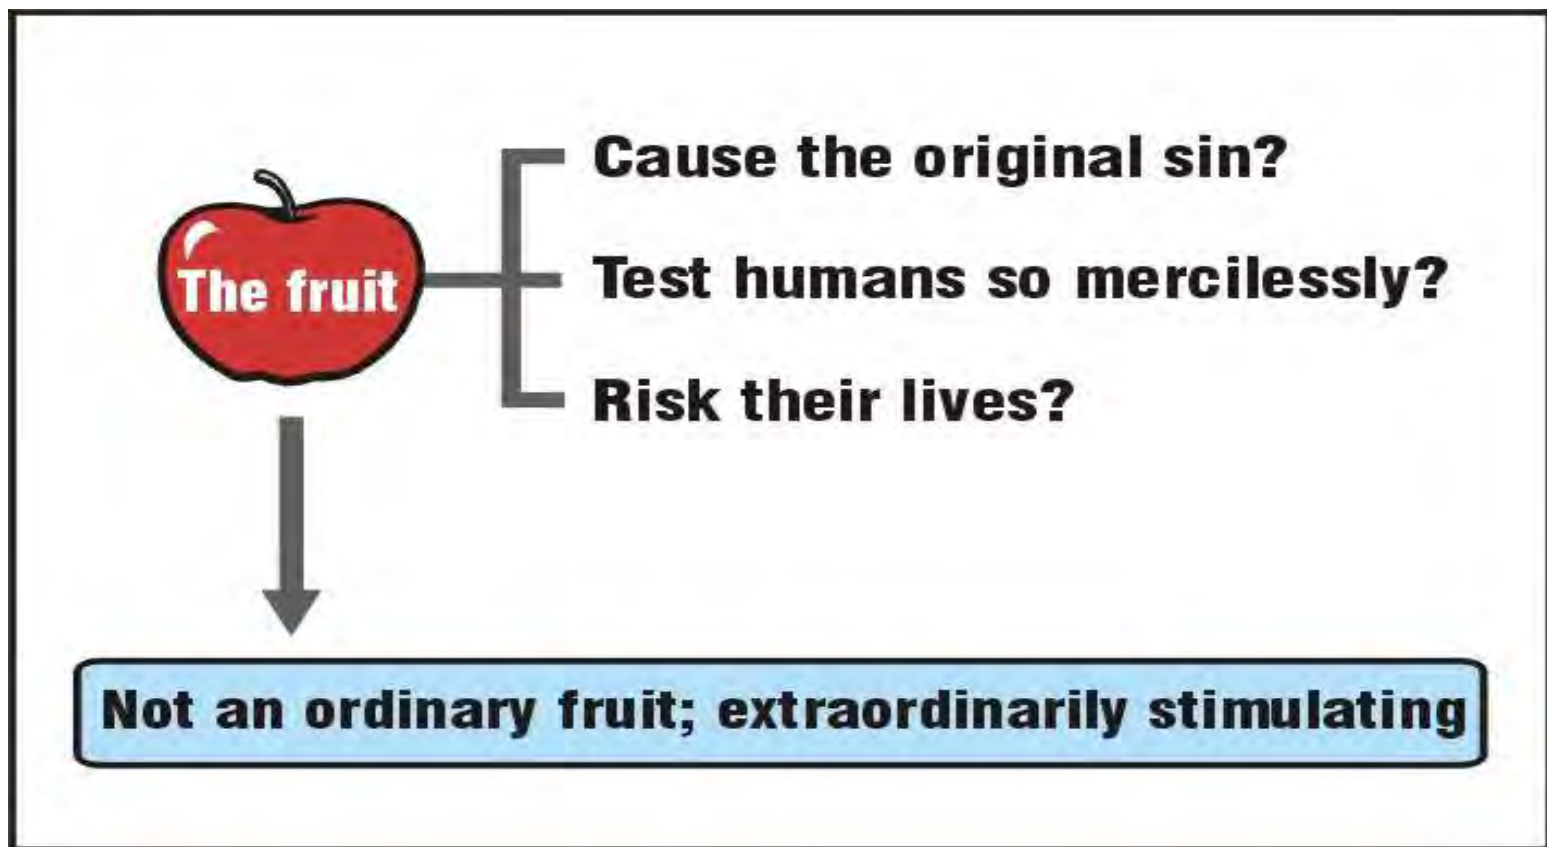 Cause the original sin?
The fruit
Test humans so mercilessly?
Risk their lives?
Not an ordinary fruit; extraordinarily stimulating